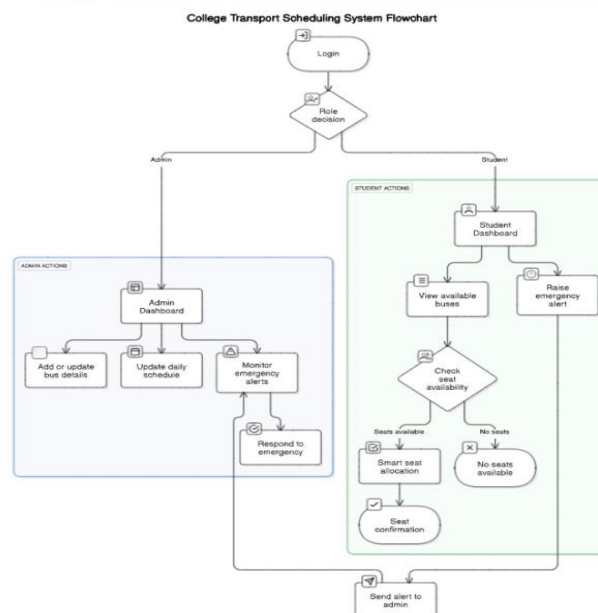 College Transport Scheduling System Flowchart
Login
Role
decision
Admin
Student
STUDENT ACTIONS
Student
Dashboard
ADMIN ACTIONS
View available
buses
Raise
emergency
alert
Admin
Dashboard
Add or update
bus details
Update daily
schedule
Monitor
emergency
alerts
Check
seat
availability
Seats available
No seats
Respond to
emergency
Smart seat
allocation
No seats
available
Seat
confirmation
Send alert to
admin